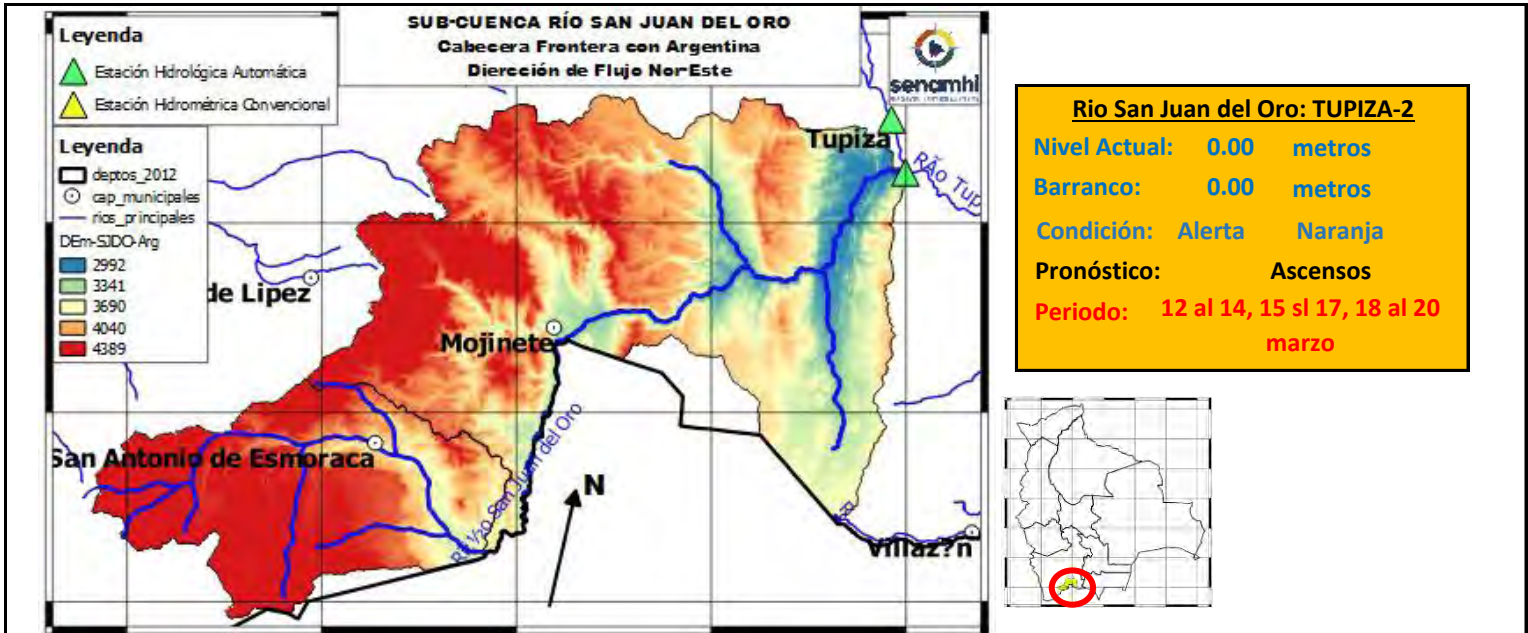 SUB-CUENCA RÍO SAN JUAN DEL ORO
Cabecera Frontera con Argentina
Dierción de Flujo Nor-Este
Leyenda
Estación Hidrológica Automática
Estación Hidrométrica Convencional
senamhi
Leyenda
deptos_2012
cap_municipales
rios_principales
DEm-SJDO-Arg
2992
3341
3690
4040
4389
Tupiza
RÃo Tup
de Lipez
Mojinete
San Antonio de Esmoraca
San Juan del Oro
N
Villaz?n
Rio San Juan del Oro: TUPIZA-2
Nivel Actual: 0.00 metros
Barranco: 0.00 metros
Condición: Alerta Naranja
Pronóstico: Ascensos
Periodo: 12 al 14, 15 sl 17, 18 al 20
marzo